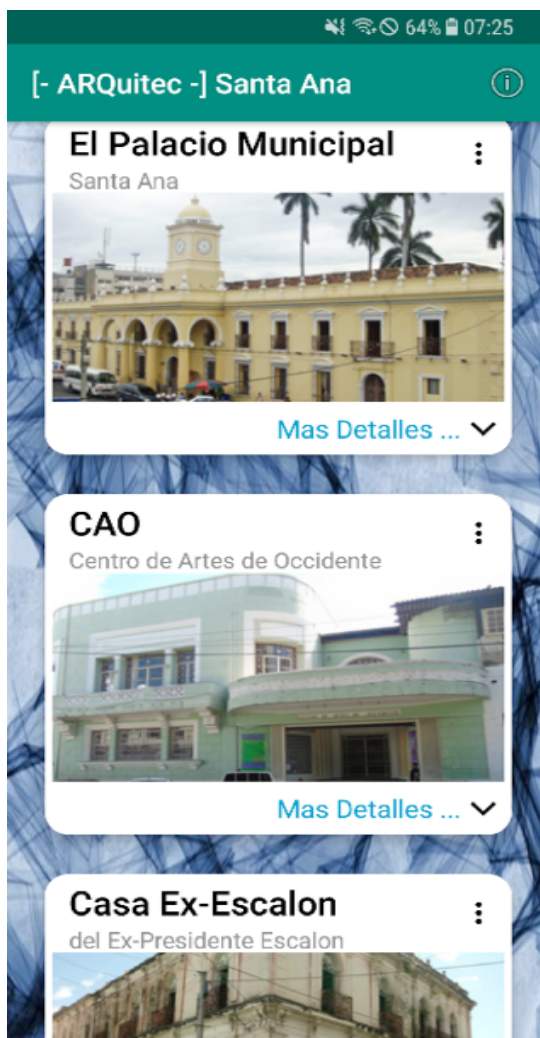 64% 07:25
[- ARQuitec -] Santa Ana
El Palacio Municipal
Santa Ana
Mas Detalles ...
CAO
Centro de Artes de Occidente
Mas Detalles ...
Casa Ex-Escalon
del Ex-Presidente Escalon